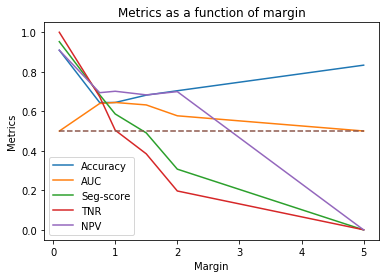 Metrics as a function of margin
1.0
0.8
0.6
0.4
0.2
0.0
Metrics
Accuracy
AUC
Seg-score
TNR
NPV
0 1 2 3 4 5
Margin